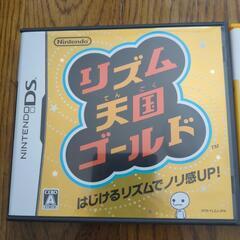 Nintendo
NINTENDO DS
リズム
てんごく
天国
ゴールド
TM
はじけるリズムでノリ感UP!
CERO
A